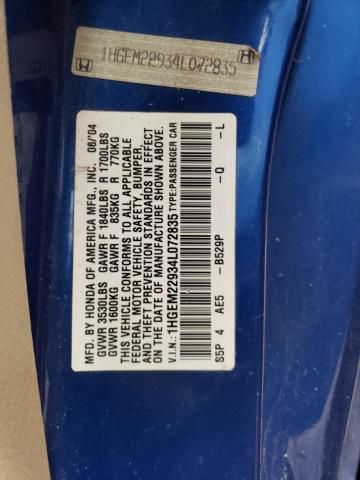 1HGEM22934L072835
MFD. BY HONDA OF AMERICA MFG., INC. 06/04
GVWR 3530LBS GAWR F 1840LBS R 1700LBS
GVWR 1600KG GAWR F 835KG R 770KG
THIS VEHICLE CONFORMS TO ALL APPLICABLE
FEDERAL MOTOR VEHICLE SAFETY, BUMPER,
AND THEFT PREVENTION STANDARDS IN EFFECT
ON THE DATE OF MANUFACTURE SHOWN ABOVE.
V.I.N.: 1HGEM22934L072835 TYPE: PASSENGER CAR
S5P 4 AE5 -B529P -Q -L